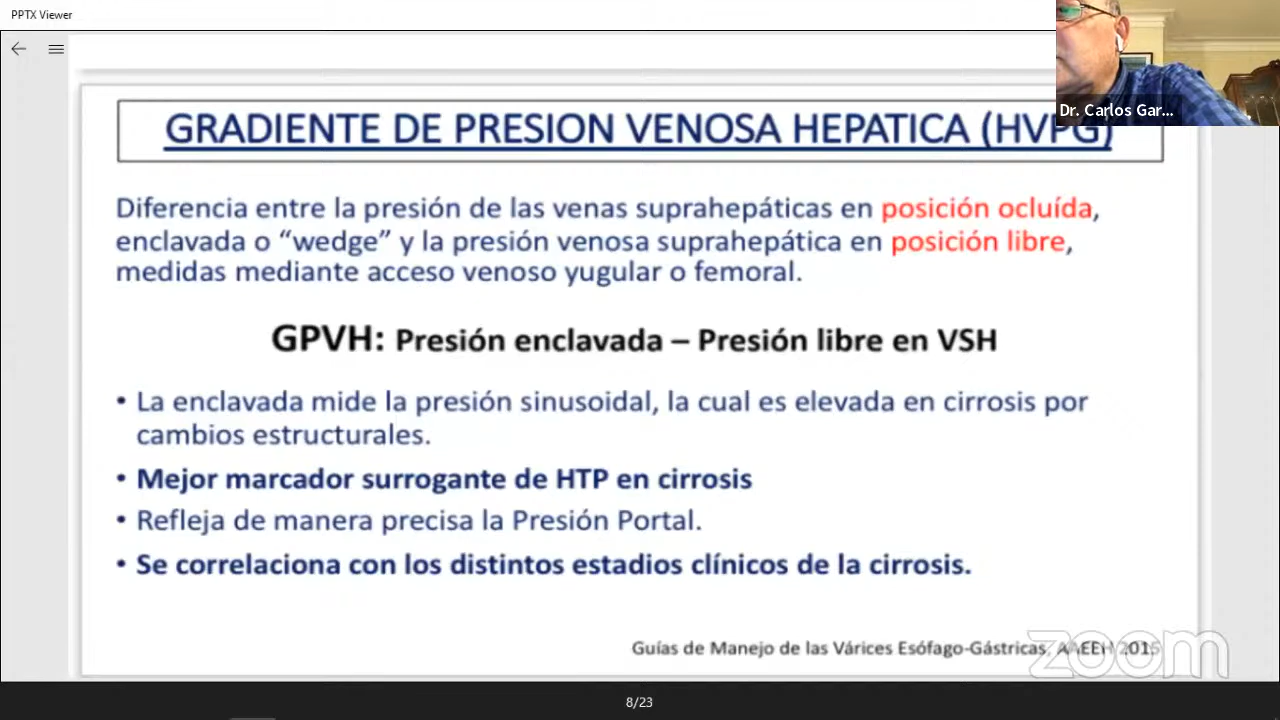 PPTX Viewer
Dr. Carlos Gar...
GRADIENTE DE PRESION VENOSA HEPATICA (HVPG)
Diferencia entre la presión de las venas suprahepáticas en posición ocluída,
enclavada o “wedge” y la presión venosa suprahepática en posición libre,
medidas mediante acceso venoso yugular o femoral.
GPVH: Presión enclavada – Presión libre en VSH
• La enclavada mide la presión sinusoidal, la cual es elevada en cirrosis por
cambios estructurales.
• Mejor marcador surrogante de HTP en cirrosis
• Refleja de manera precisa la Presión Portal.
• Se correlaciona con los distintos estadios clínicos de la cirrosis.
Guías de Manejo de las Várices Esófago-Gástricas, AAEEH 2015
zoom
8/23